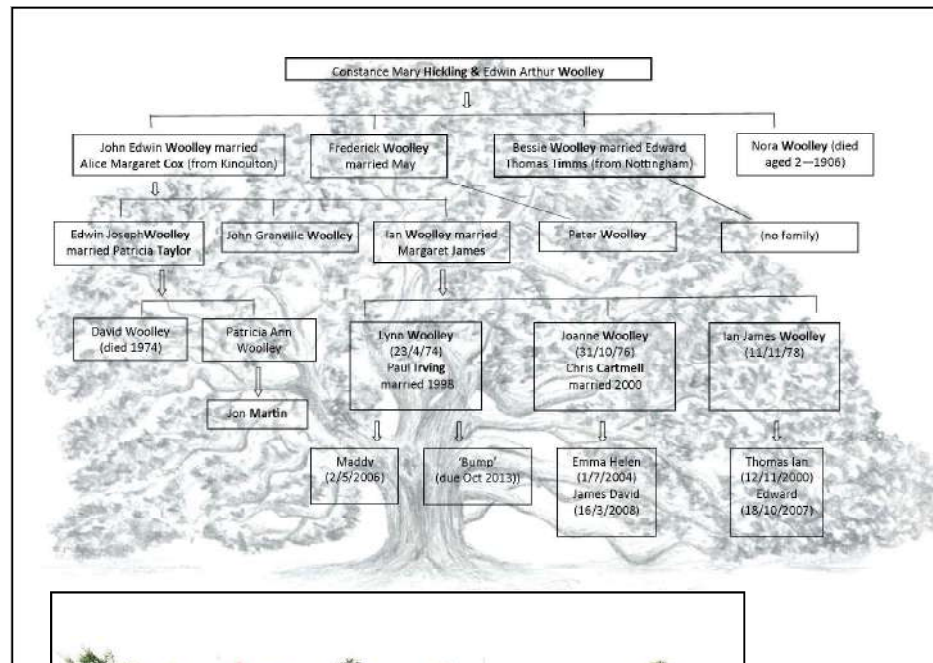 Constance Mary Hickling & Edwin Arthur Woolley
John Edwin Woolley married
Alice Margaret Cox (from Kinoulton)
Frederick Woolley
married May
Bessie Woolley married Edward
Thomas Timms (from Nottingham)
Nora Woolley (died
aged 2—1906)
Edwin JosephWoolley
married Patricia Taylor
John Granville Woolley
Ian Woolley married
Margaret James
Peter Woolley
(no family)
David Woolley
(died 1974)
Patricia Ann
Woolley
Lynn Woolley
(23/4/74)
Paul Irving
married 1998
Joanne Woolley
(31/10/76)
Chris Cartmell
married 2000
Ian James Woolley
(11/11/78)
Jon Martin
Maddy
(2/5/2006)
‘Bump’
(due Oct 2013))
Emma Helen
(1/7/2004)
James David
(16/3/2008)
Thomas Ian
(12/11/2000)
Edward
(18/10/2007)